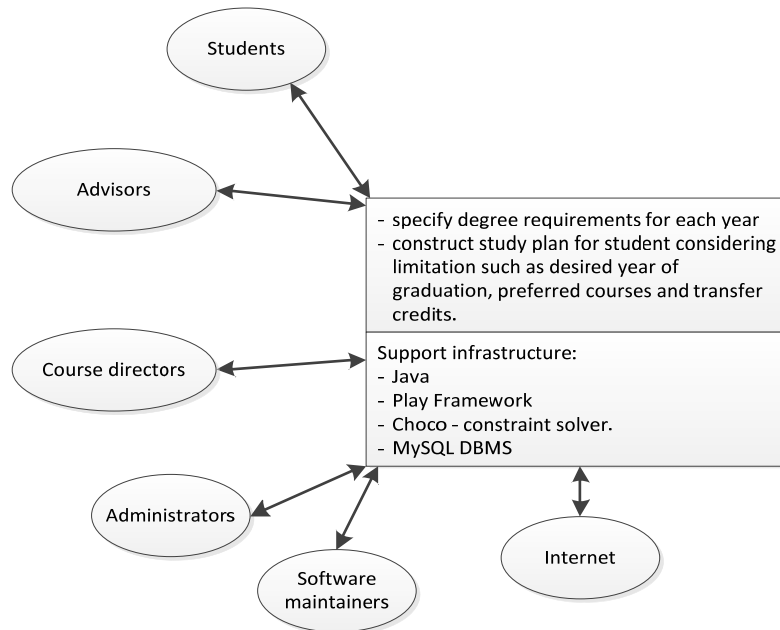 Students
Advisors
- specify degree requirements for each year
- construct study plan for student considering
limitation such as desired year of
graduation, preferred courses and transfer
credits.
Course directors
Support infrastructure:
- Java
- Play Framework
- Choco - constraint solver.
- MySQL DBMS
Administrators
Software
maintainers
Internet